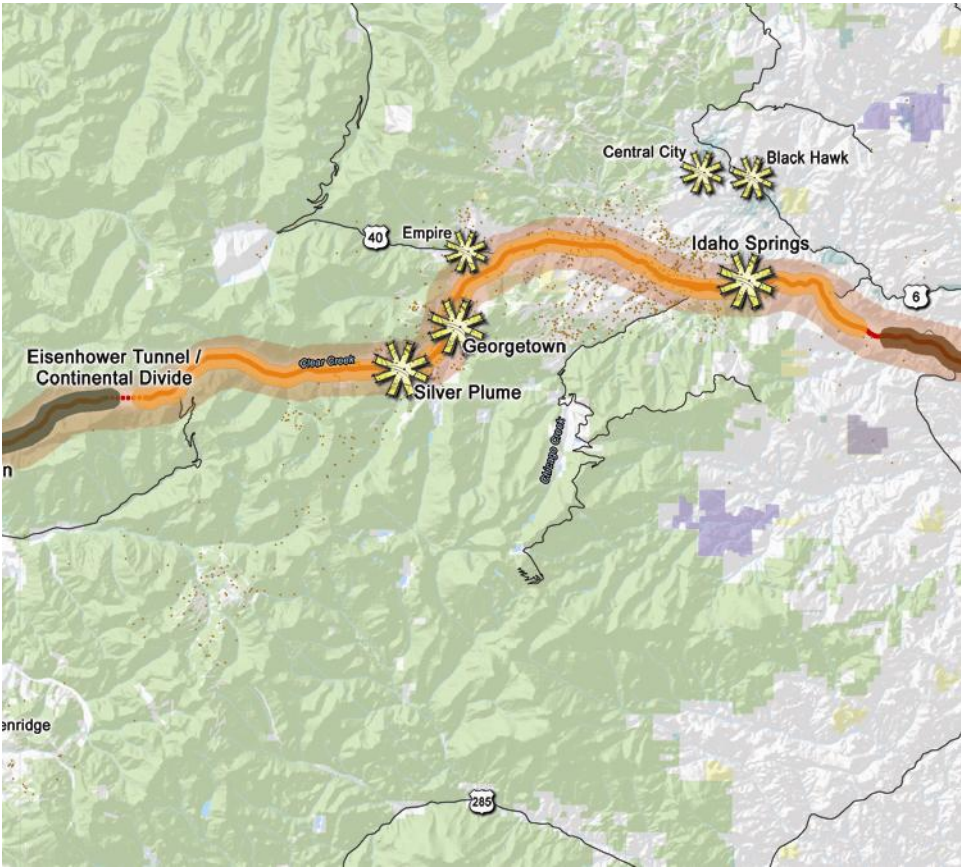 Central City
Black Hawk
40
Empire
Idaho Springs
6
Eisenhower Tunnel /
Continental Divide
Clear Creek
Georgetown
Silver Plume
Chicago Creek
n
enridge
285